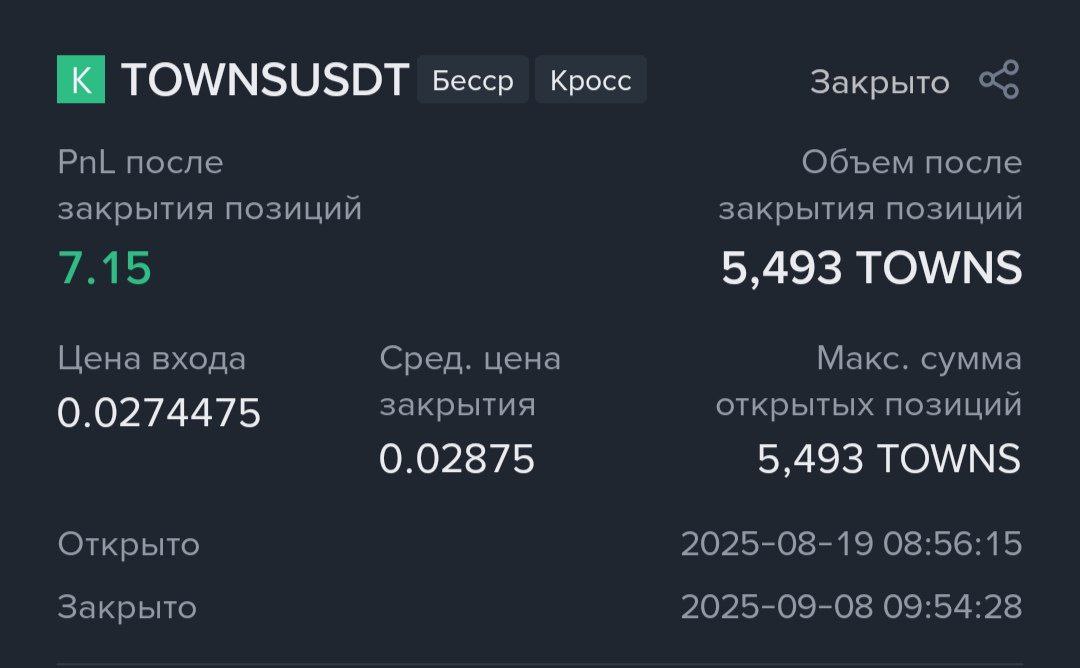 К TOWNSUSDT Бесср Кросс Закрыто
PnL после Объем после
закрытия позиций закрытия позиций
7.15 5,493 TOWNS
Цена входа Сред. цена Макс. сумма
закрытия открытых позиций
0.0274475
0.02875 5,493 TOWNS
Открыто 2025-08-19 08:56:15
Закрыто 2025-09-08 09:54:28